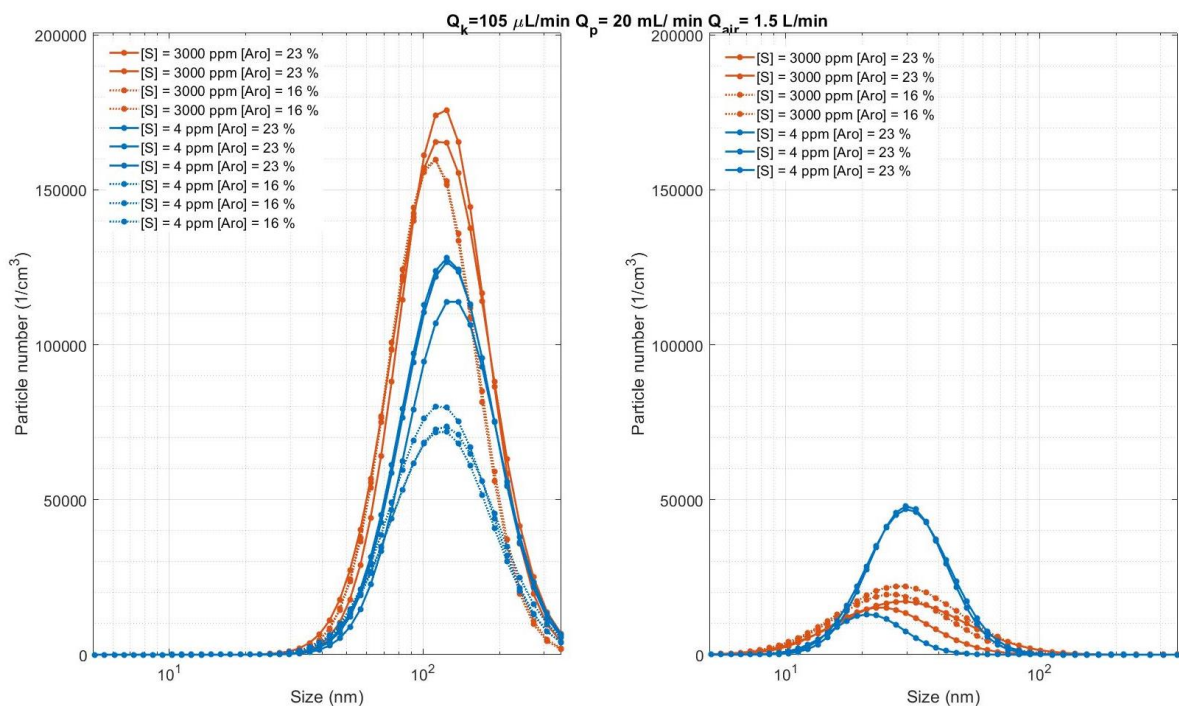 Qk=105 μL/min Qp= 20 mL/ min Qair= 1.5 L/min
200000
150000
100000
50000
0
Particle number (1/cm³)
[S] = 3000 ppm [Aro] = 23 %
[S] = 3000 ppm [Aro] = 23 %
[S] = 3000 ppm [Aro] = 16 %
[S] = 3000 ppm [Aro] = 16 %
[S] = 4 ppm [Aro] = 23 %
[S] = 4 ppm [Aro] = 23 %
[S] = 4 ppm [Aro] = 23 %
[S] = 4 ppm [Aro] = 16 %
[S] = 4 ppm [Aro] = 16 %
[S] = 4 ppm [Aro] = 16 %
10¹ 10²
Size (nm)
200000
150000
100000
50000
0
Particle number (1/cm³)
[S] = 3000 ppm [Aro] = 23 %
[S] = 3000 ppm [Aro] = 23 %
[S] = 3000 ppm [Aro] = 16 %
[S] = 3000 ppm [Aro] = 16 %
[S] = 4 ppm [Aro] = 23 %
[S] = 4 ppm [Aro] = 23 %
[S] = 4 ppm [Aro] = 23 %
10¹ 10²
Size (nm)